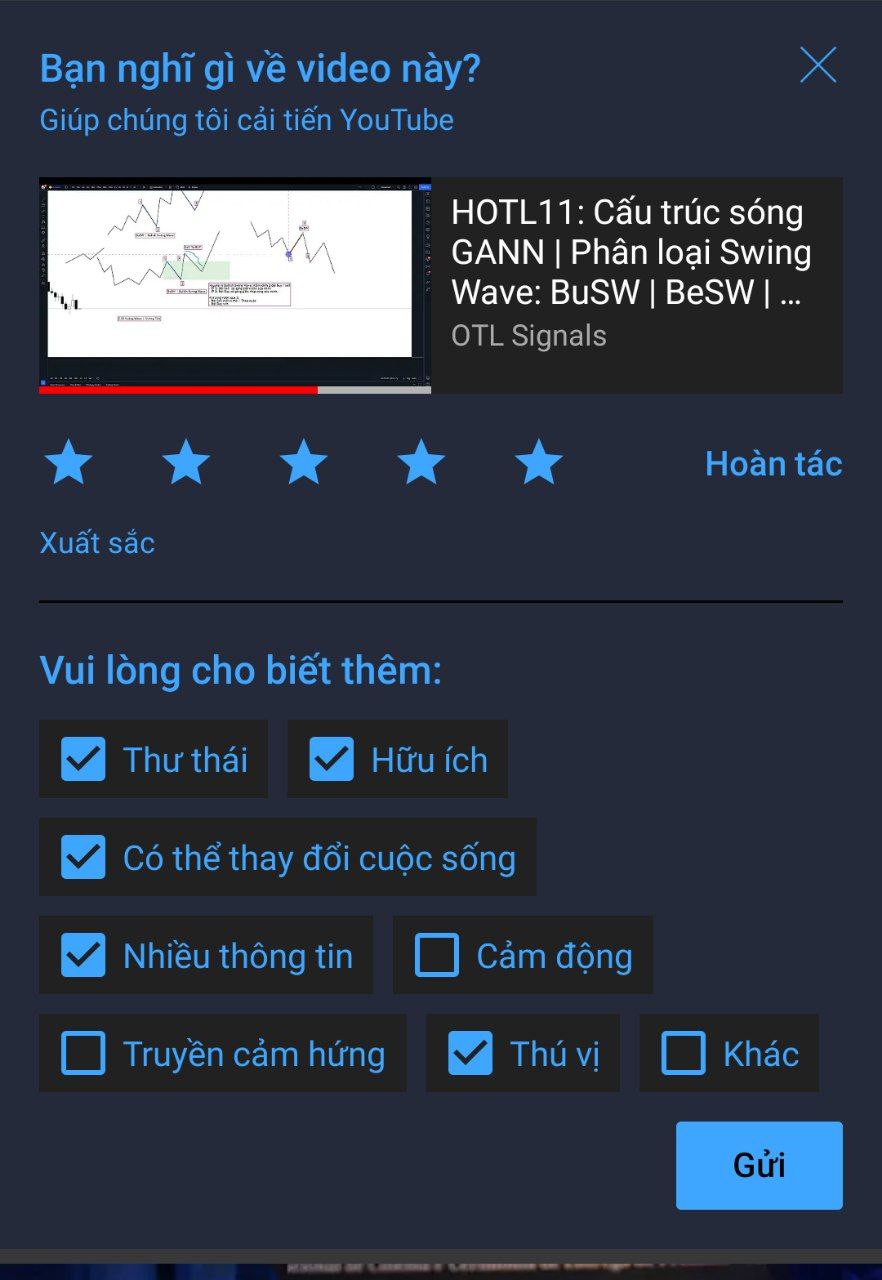 Bạn nghĩ gì về video này?
Giúp chúng tôi cải tiến YouTube
HOTL11: Cấu trúc sóng
GANN | Phân loại Swing
Wave: BuSW | BeSW | ...
OTL Signals
Hoàn tác
Xuất sắc
Vui lòng cho biết thêm:
Thư thái Hữu ích
Có thể thay đổi cuộc sống
Nhiều thông tin Cảm động
Truyền cảm hứng Thú vị Khác
Gửi